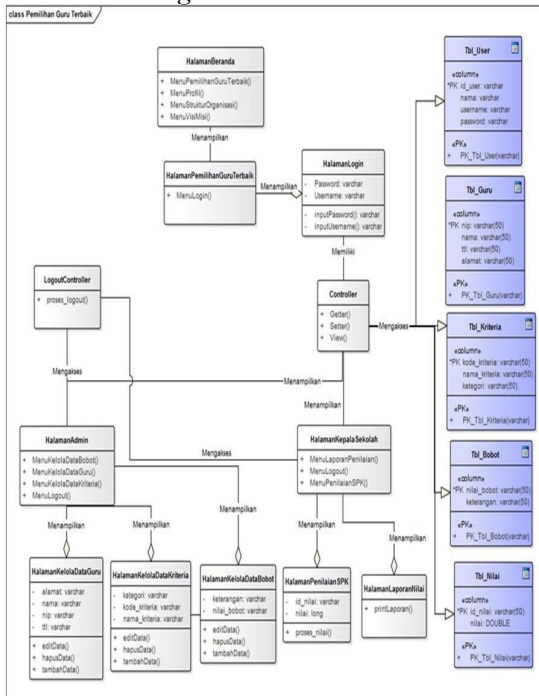 class Pemilihan Guru Terbaik
HalamanBeranda
+ MenuPemilihanGuruTerbaik()
+ MenuProfil()
+ MenuStrukturOrganisasi()
+ MenuVisiMisi()
Menampilkan
HalamanPemilihanGuruTerbaik
+ MenuLogin()
Menampilkan
HalamanLogin
- Password: varchar
- Username: varchar
- inputPassword(): varchar
- inputUsername(): varchar
Memiliki
LogoutController
+ proses_logout()
Controller
+ Getter()
+ Setter()
+ View()
Mengakses
Mengakses
Menampilkan
Menampilkan
HalamanAdmin
+ MenuKelolaDataBobot()
+ MenuKelolaDataGuru()
+ MenuKelolaDataKriteria()
+ MenuLogout()
Mengakses
HalamanKepalaSekolah
+ MenuLaporanPenilaian()
+ MenuLogout()
+ MenuPenilaianSPK()
Menampilkan
Menampilkan
Menampilkan
Menampilkan
Menampilkan
HalamanKelolaDataGuru
- alamat: varchar
- nama: varchar
- nip: varchar
- ttl: varchar
+ editData()
+ hapusData()
+ tambahData()
HalamanKelolaDataKriteria
- kategori: varchar
- kode_kriteria: varchar
- nama_kriteria: varchar
+ editData()
+ hapusData()
+ tambahData()
HalamanKelolaDataBobot
- keterangan: varchar
- nilai_bobot: varchar
+ editData()
+ hapusData()
+ tambahData()
HalamanPenilaianSPK
- id_nilai: varchar
- nilai: long
+ proses_nilai()
HalamanLaporanNilai
+ printLaporan()
Tbl_User
«column»
*PK id_user: varchar
nama: varchar
username: varchar
password: varchar
«PK»
+ PK_Tbl_User(varchar)
Tbl_Guru
«column»
*PK nip: varchar(50)
nama: varchar(50)
ttl: varchar(50)
alamat: varchar(50)
«PK»
+ PK_Tbl_Guru(varchar)
Tbl_Kriteria
«column»
*PK kode_kriteria: varchar(50)
nama_kriteria: varchar(50)
kategori: varchar(50)
«PK»
+ PK_Tbl_Kriteria(varchar)
Tbl_Bobot
«column»
*PK nilai_bobot: varchar(50)
keterangan: varchar(50)
«PK»
+ PK_Tbl_Bobot(varchar)
Tbl_Nilai
«column»
*PK id_nilai: varchar(50)
nilai: DOUBLE
«PK»
+ PK_Tbl_Nilai(varchar)